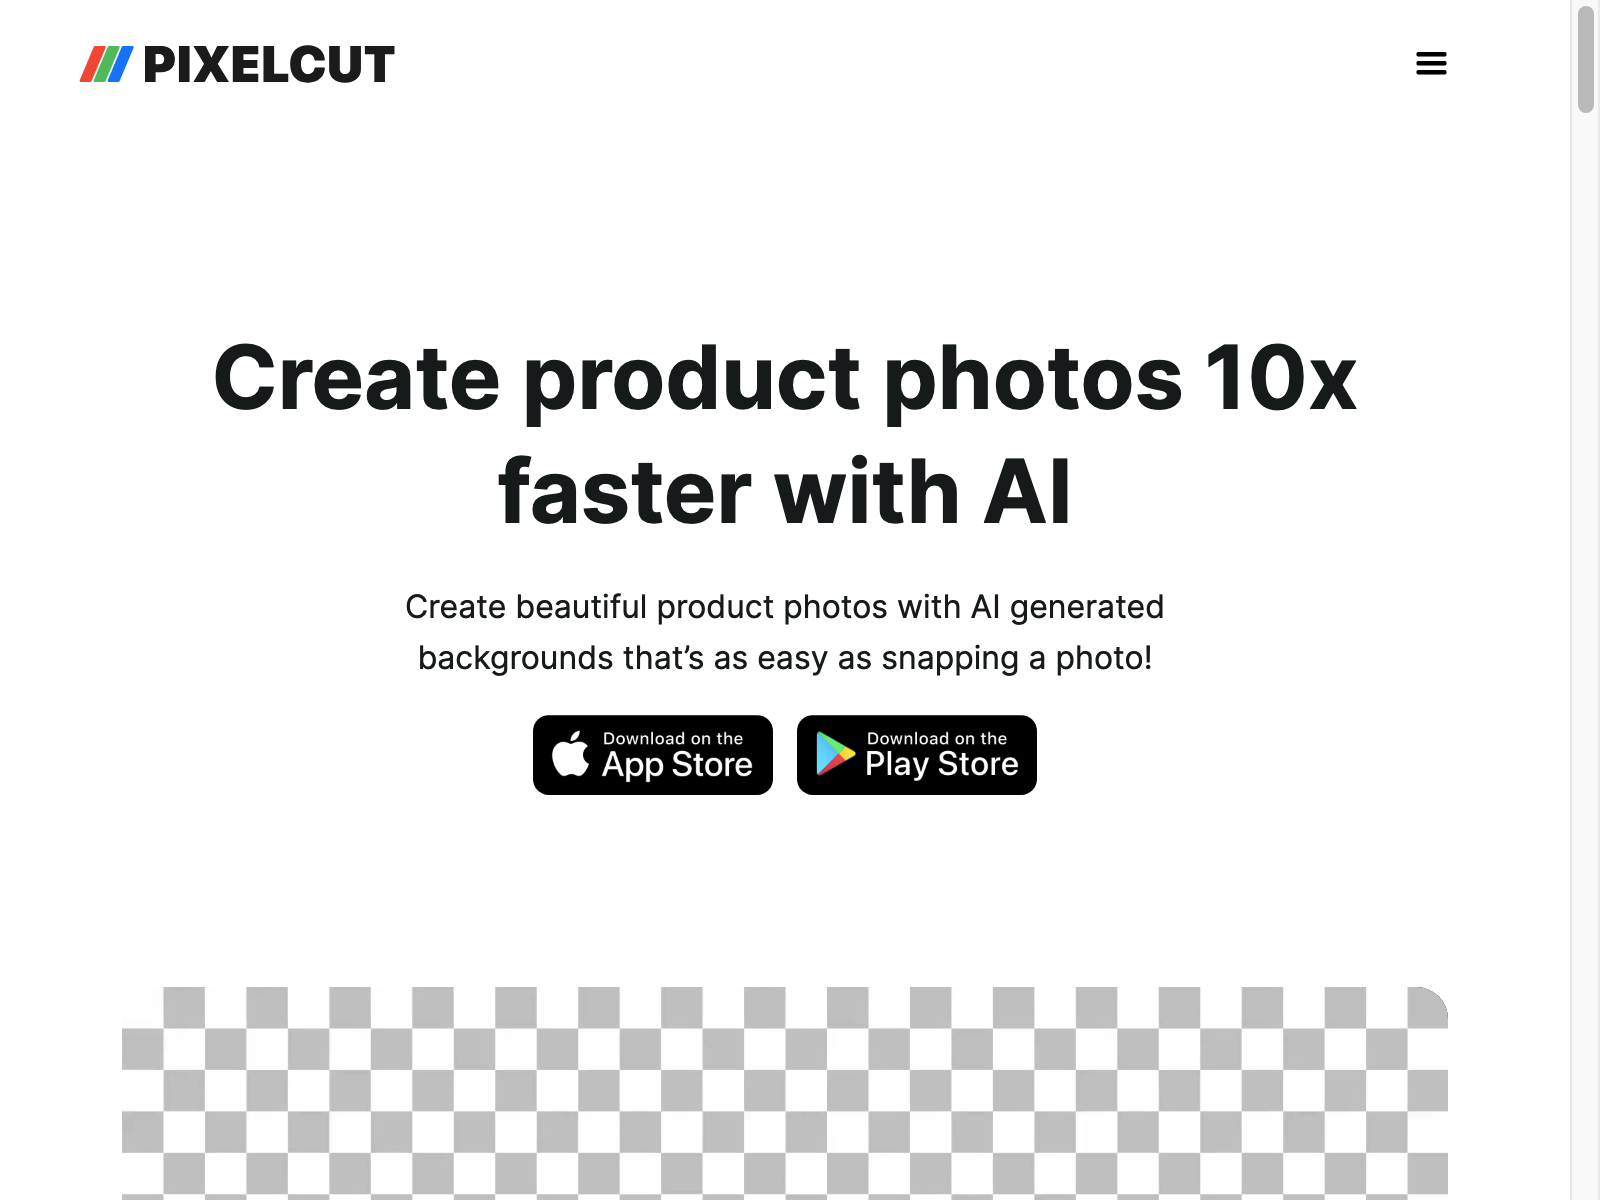 PIXELCUT
Create product photos 10x
faster with AI
Create beautiful product photos with AI generated
backgrounds that’s as easy as snapping a photo!
Download on the
App Store
Download on the
Play Store